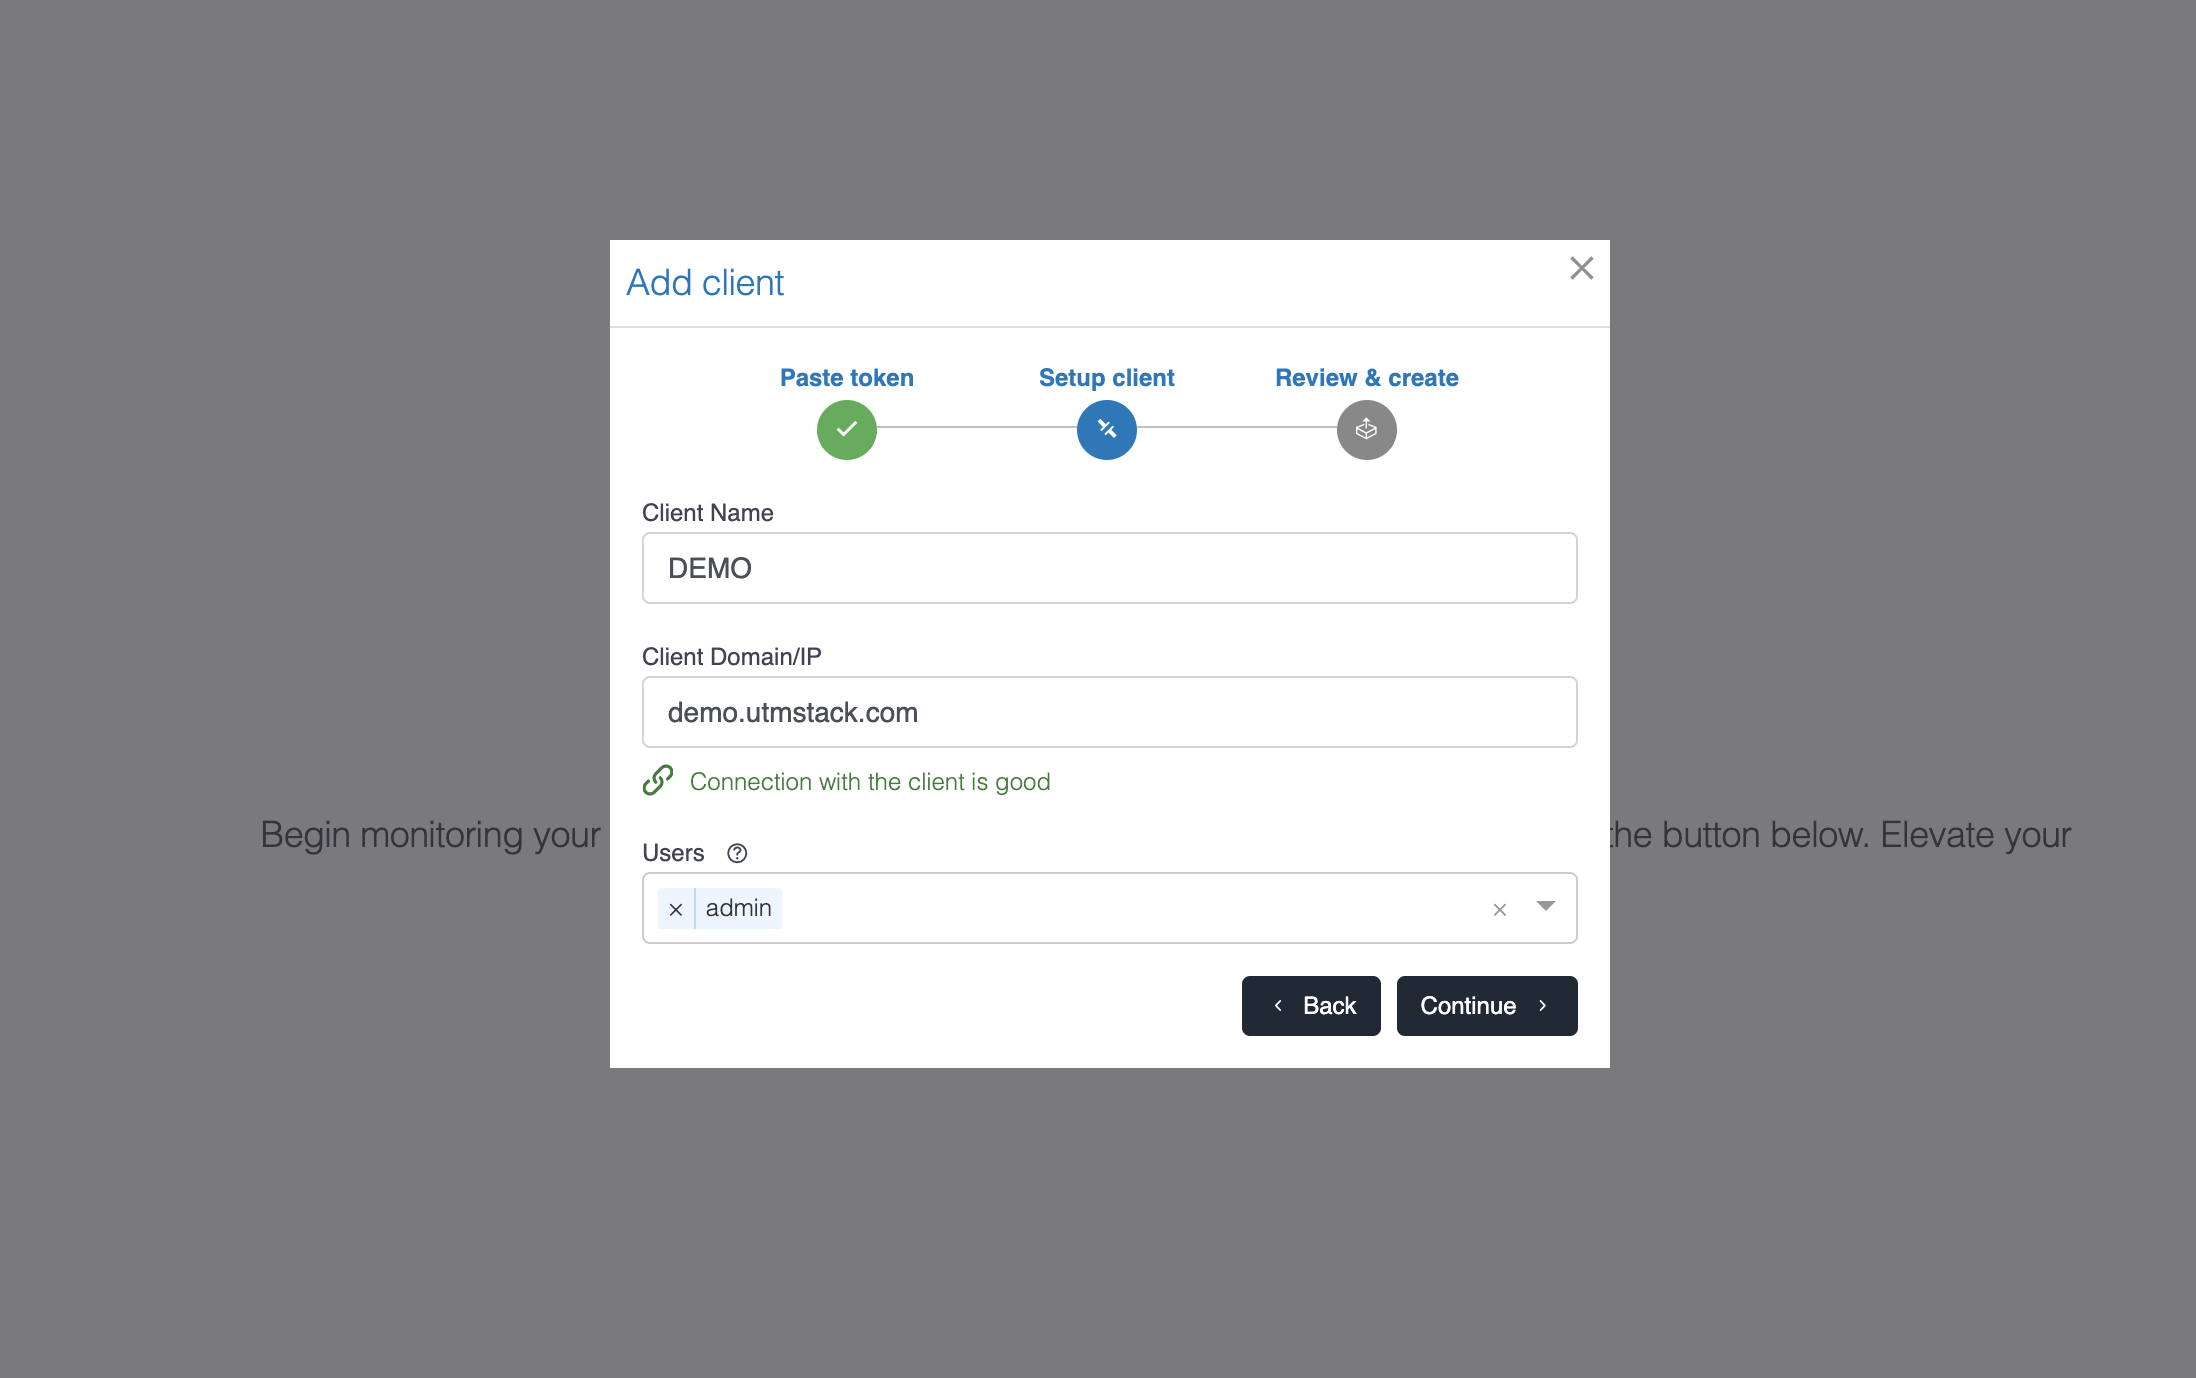 Add client
Paste token Setup client Review & create
Client Name
DEMO
Client Domain/IP
demo.utmstack.com
Connection with the client is good
Begin monitoring your the button below. Elevate your
Users
admin
Back Continue